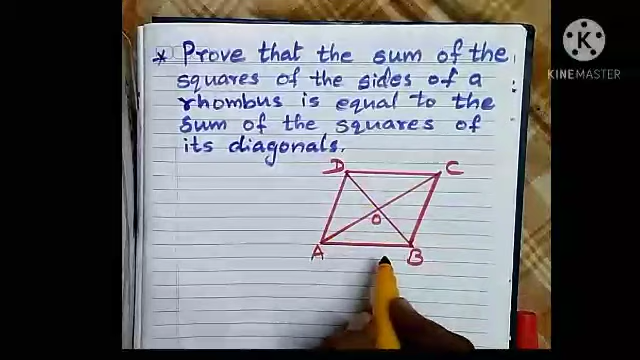 * Prove that the sum of the
squares of the sides of a
rhombus is equal to the
sum of the squares of
its diagonals.
D C
O
A B
K
KINEMASTER